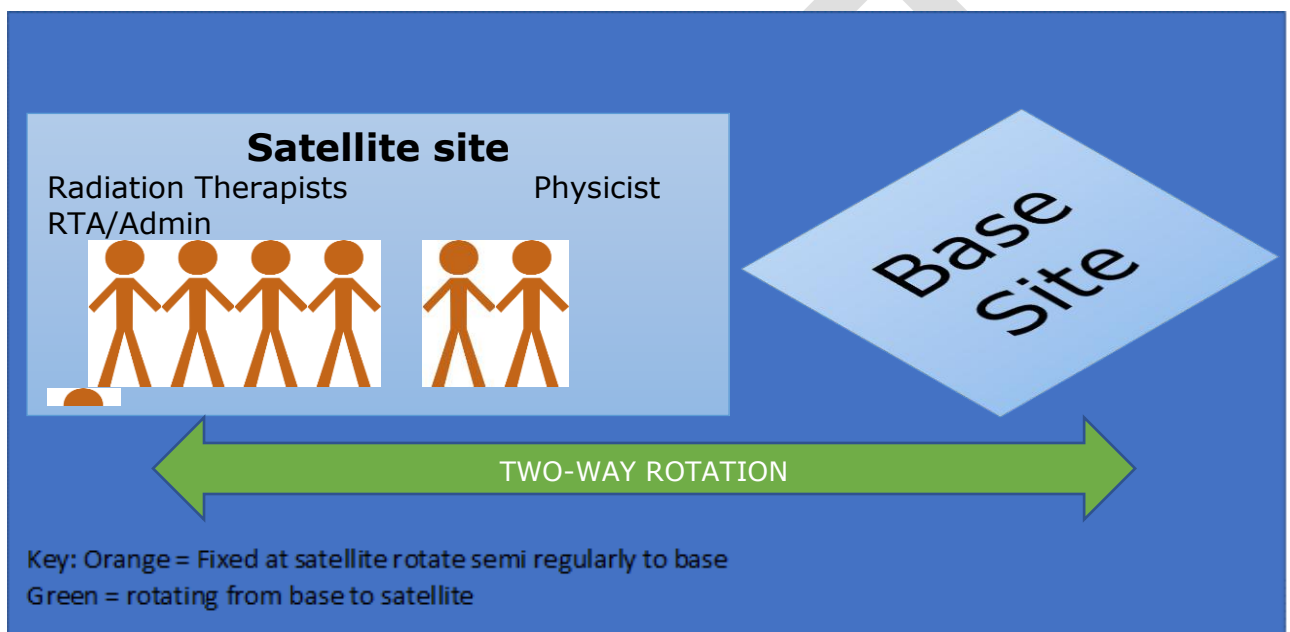 Satellite site
Radiation Therapists Physicist
RTA/Admin
Base
Site
TWO-WAY ROTATION
Key: Orange = Fixed at satellite rotate semi regularly to base
Green = rotating from base to satellite